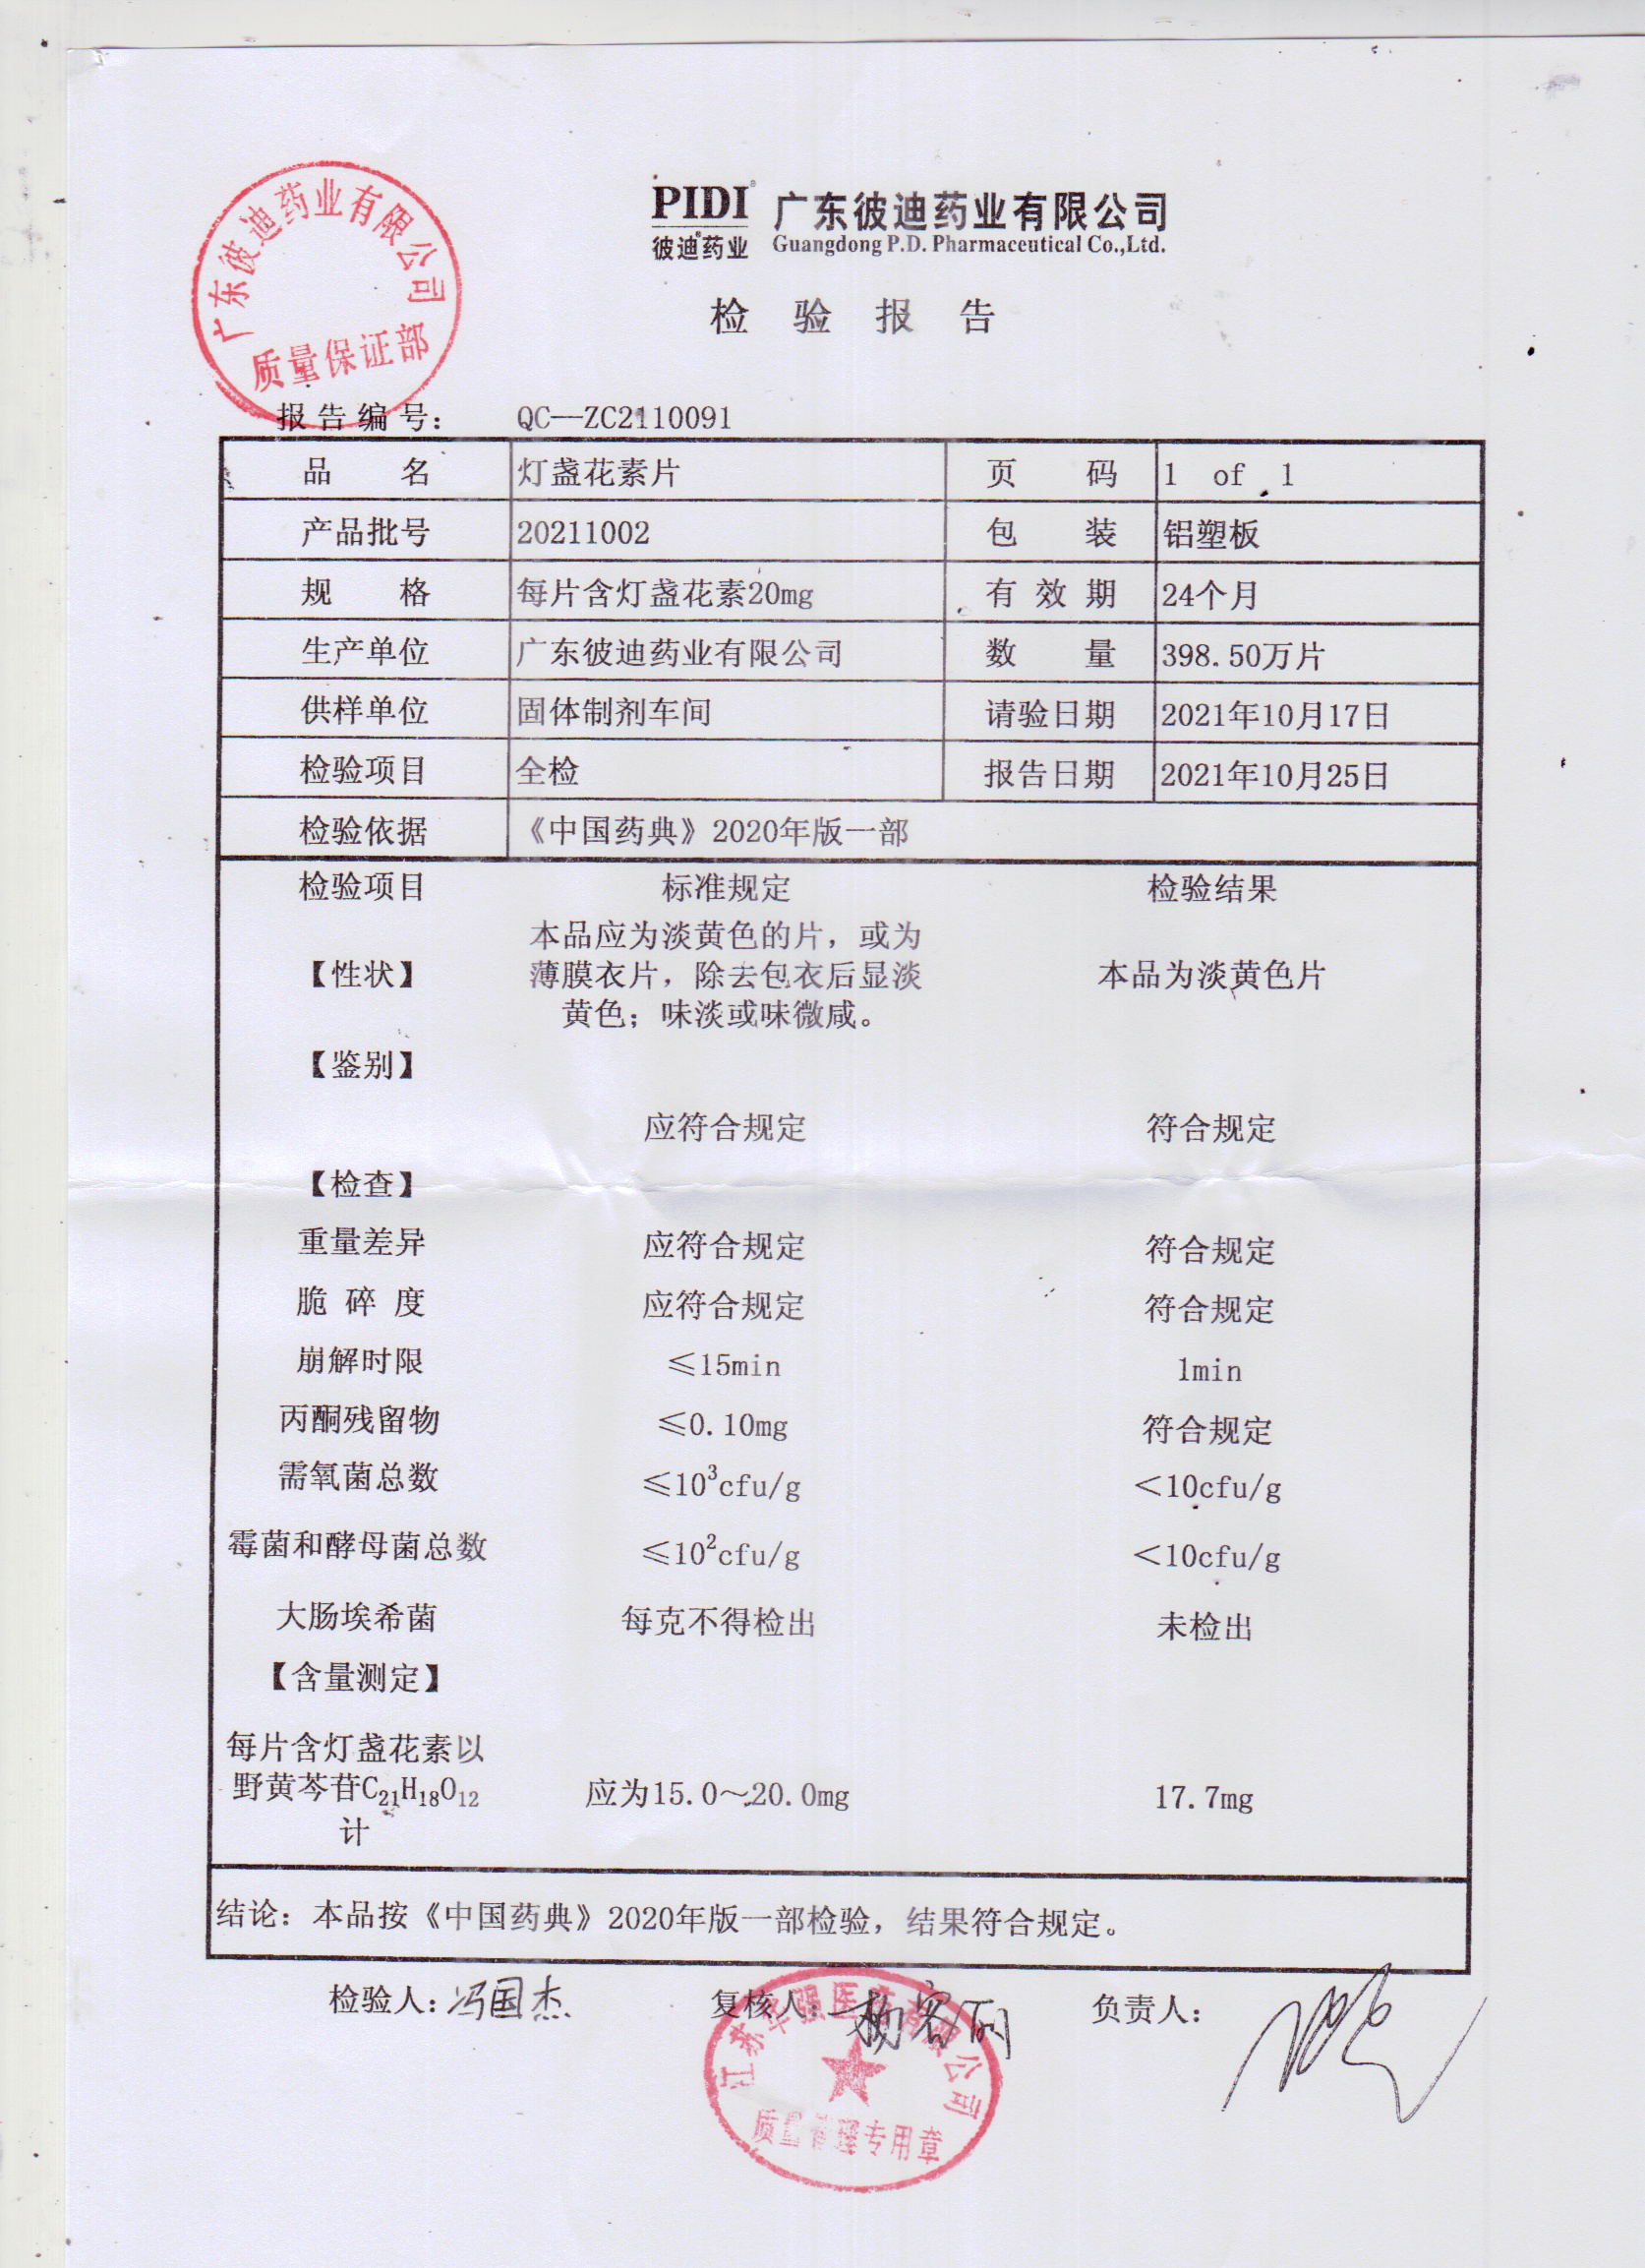 广东彼迪药业有限公司
质量保证部
PIDI®
彼迪®药业
广东彼迪药业有限公司
Guangdong P.D. Pharmaceutical Co.,Ltd.
检 验 报 告
报告编号： QC—ZC2110091
品 名 灯盏花素片 页 码 1 of 1
产品批号 20211002 包 装 铝塑板
规 格 每片含灯盏花素20mg 有 效 期 24个月
生产单位 广东彼迪药业有限公司 数 量 398.50万片
供样单位 固体制剂车间 请验日期 2021年10月17日
检验项目 全检 报告日期 2021年10月25日
检验依据 《中国药典》2020年版一部
检验项目 标准规定 检验结果
本品应为淡黄色的片，或为
【性状】 薄膜衣片，除去包衣后显淡 本品为淡黄色片
黄色；味淡或味微咸。
【鉴别】
应符合规定 符合规定
【检查】
重量差异 应符合规定 符合规定
脆 碎 度 应符合规定 符合规定
崩解时限 ≤15min 1min
丙酮残留物 ≤0.10mg 符合规定
需氧菌总数 ≤10³cfu/g ＜10cfu/g
霉菌和酵母菌总数 ≤10²cfu/g ＜10cfu/g
大肠埃希菌 每克不得检出 未检出
【含量测定】
每片含灯盏花素以
野黄芩苷C₂₁H₁₈O₁₂ 应为15.0～20.0mg 17.7mg
计
结论：本品按《中国药典》2020年版一部检验，结果符合规定。
检验人：冯国杰 复核人： 负责人：
江苏华强医药有限公司
质量管理专用章